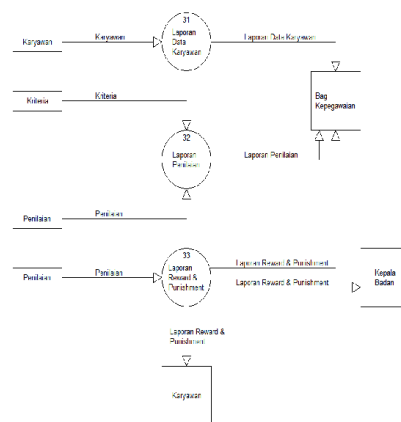 31
Laporan
Data
Karyawan
Karyawan
Karyawan
Laporan Data Karyawan
Kriteria
Kriteria
Bag
Kepegawaian
32
Laporan
Penilaian
Laporan Penilaian
Penilaian
Penilaian
33
Laporan
Reward &
Punishment
Penilaian
Penilaian
Laporan Reward & Punishment
Laporan Reward & Punishment
Kepala
Badan
Laporan Reward &
Punishment
Karyawan